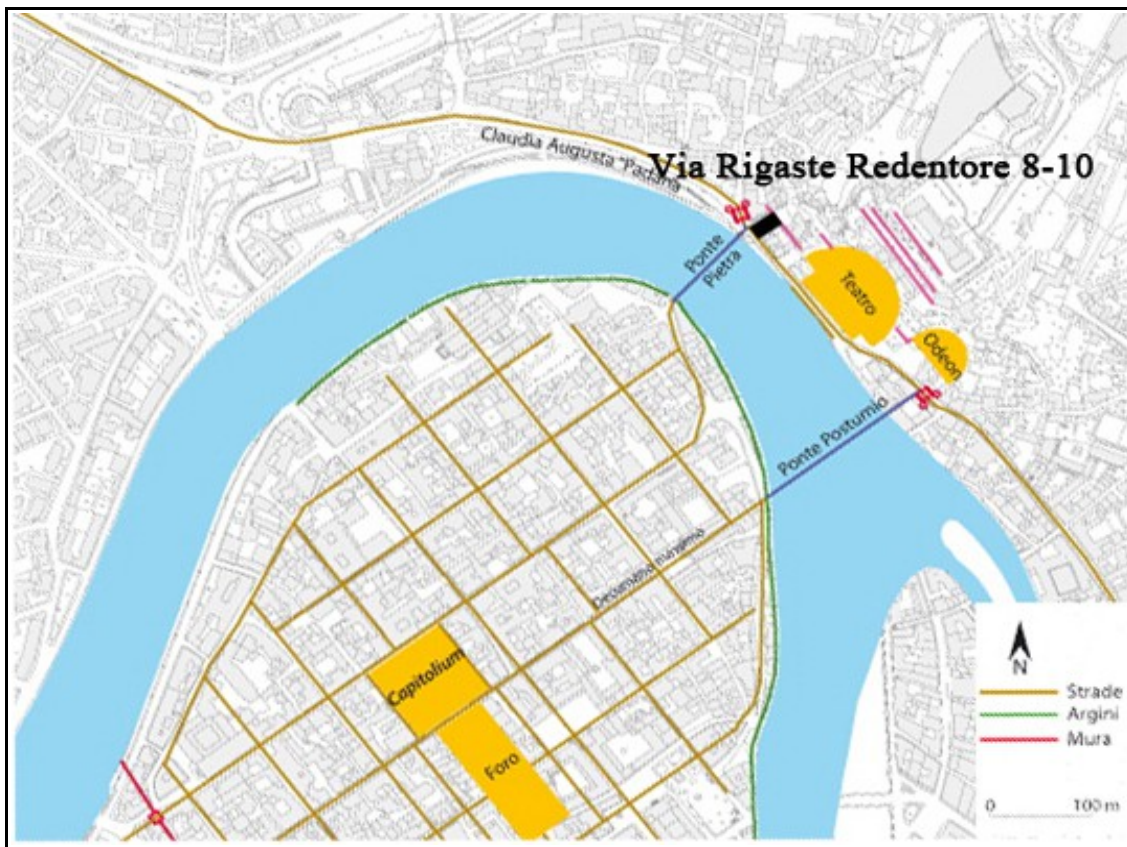 Claudia Augusta "Padana"
Via Rigaste Redentore 8-10
Ponte
Pietra
Teatro
Odeon
Ponte Postumio
Decumano massimo
Capitolium
Foro
N
Strade
Argini
Mura
0 100 m